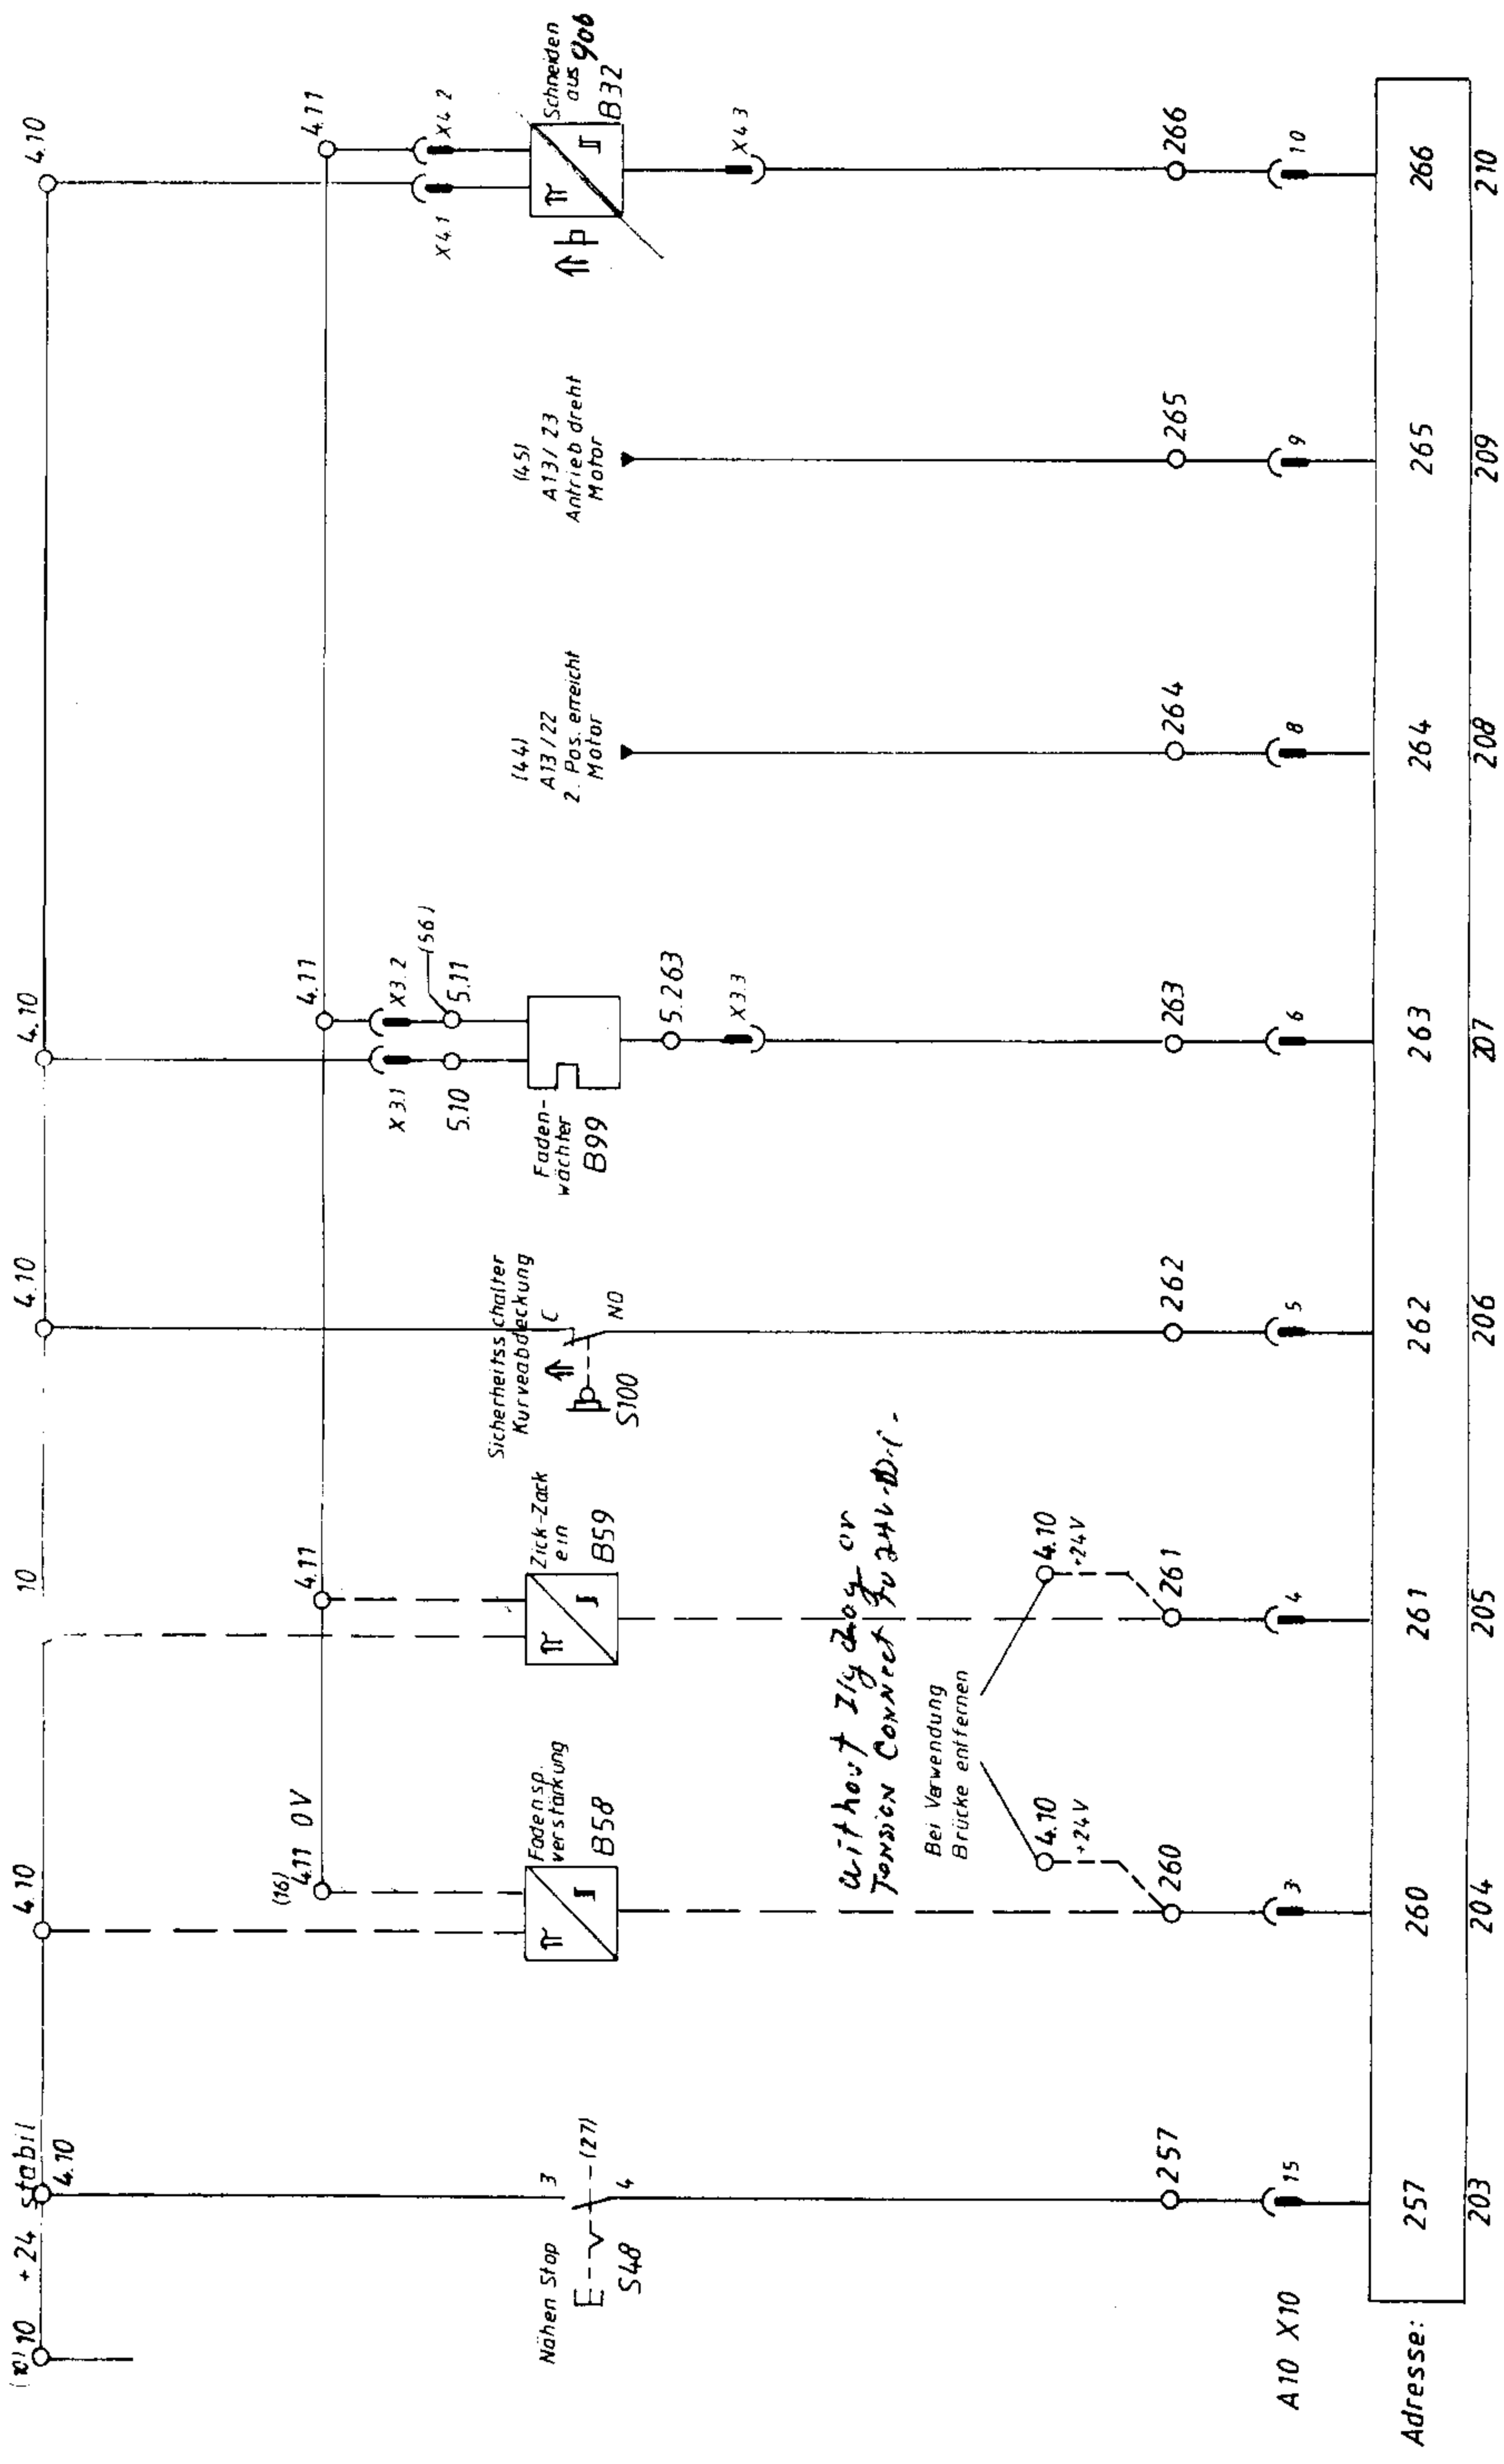 (10) 10 + 24 stabil
4.10
4.10
10
4.10
4.10
4.10
(16)
4.11 0V
4.11
4.11
4.11
X3.1
X3.2
(56)
5.10
5.11
X4.1
X4.2
Nähen Stop
3
(27)
4
S48
Fadensp.
verstärkung
B58
Zick-Zack
ein
B59
Sicherheitsschalter
Kurveabdeckung
C
NO
S100
Faden-
wächter
B99
5.263
X3.3
(44)
A13/22
2. Pos. erreicht
Motor
(45)
A13/23
Antrieb dreht
Motor
Schneiden
aus 906
B32
X4.3
without Zig Zag or
Tension Connect to 24V
Bei Verwendung
Brücke entfernen
4.10
+24V
4.10
+24V
257
260
261
262
263
264
265
266
A10 X10
15
3
4
5
6
8
9
10
Adresse:
257
260
261
262
263
264
265
266
203
204
205
206
207
208
209
210